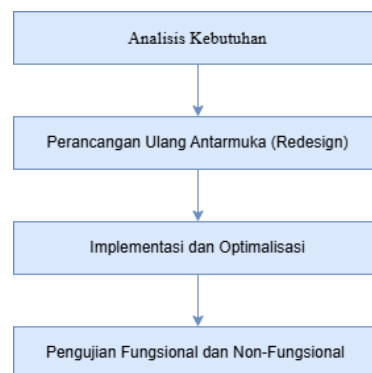 Analisis Kebutuhan
Perancangan Ulang Antarmuka (Redesign)
Implementasi dan Optimalisasi
Pengujian Fungsional dan Non-Fungsional